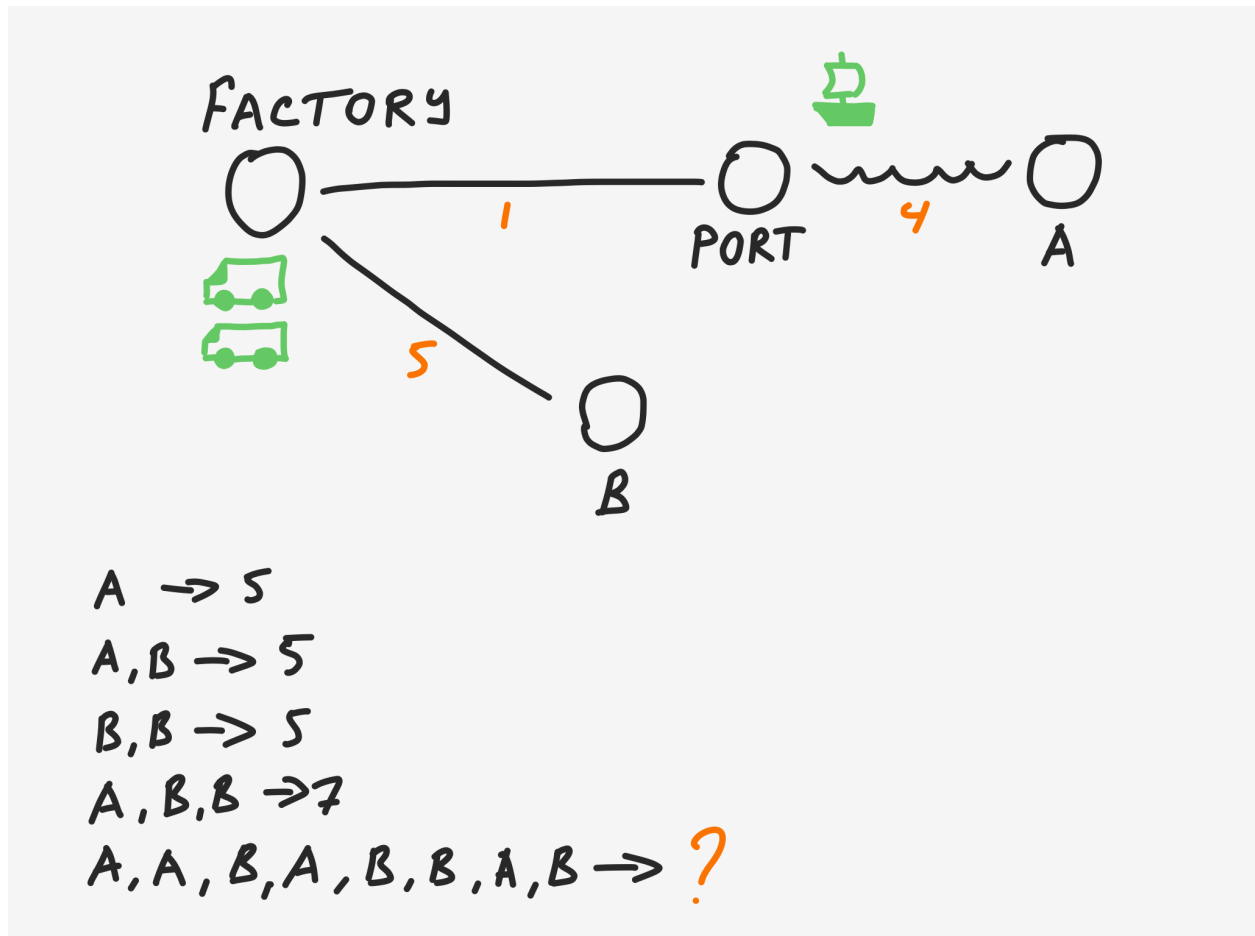 FACTORY
1
4
PORT
A
5
B
A -> 5
A, B -> 5
B, B -> 5
A, B, B -> 7
A, A, B, A, B, B, A, B -> ?